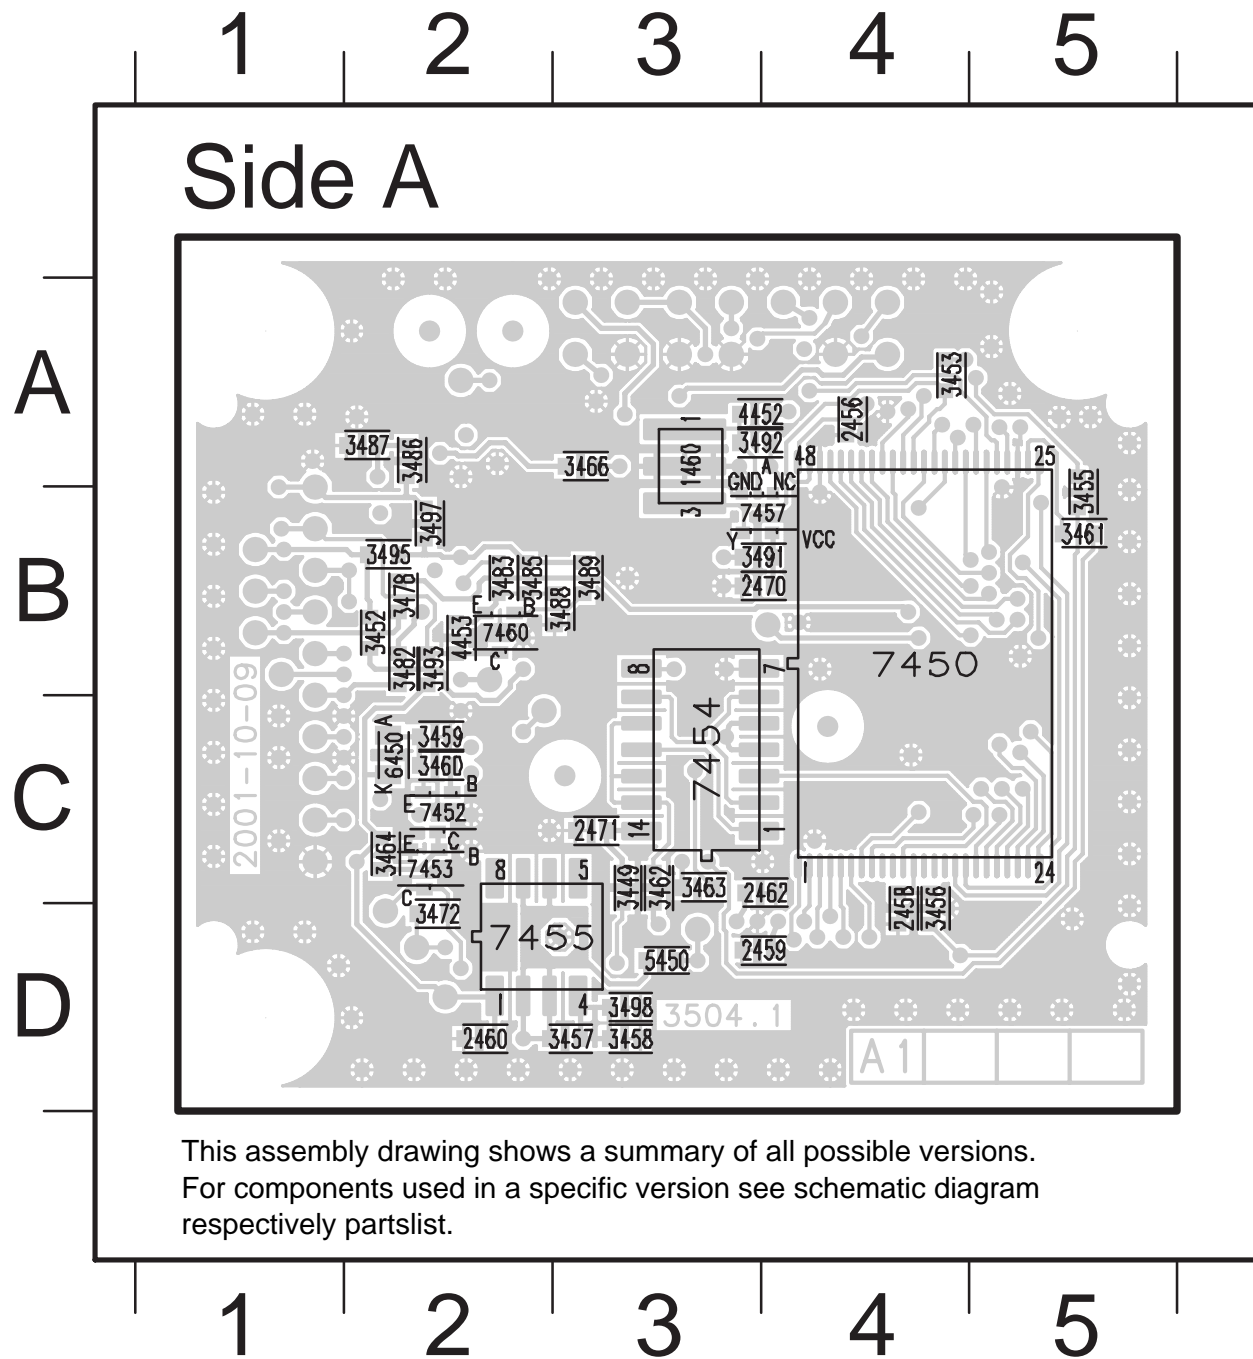 1 2 3 4 5
Side A
A
B
C
D
3453
4452
2456
3492
3487
3486
3466
1
1460
3
A
GND NC
48
25
7457
3455
3461
3497
Y
VCC
3495
3491
2470
3478
3483
3485
3489
3488
E
B
7460
C
3452
4453
3482
3493
8
7
7450
2001-10-09
A
6450
K
3459
3460
B
E
7452
7454
2471
14
1
3464
E
C
B
7453
C
8
5
3449
3462
3463
2462
1
24
2458
3456
3472
7455
5450
2459
1
4
3498
3504.1
2460
3457
3458
A1
This assembly drawing shows a summary of all possible versions.
For components used in a specific version see schematic diagram
respectively partslist.
1 2 3 4 5